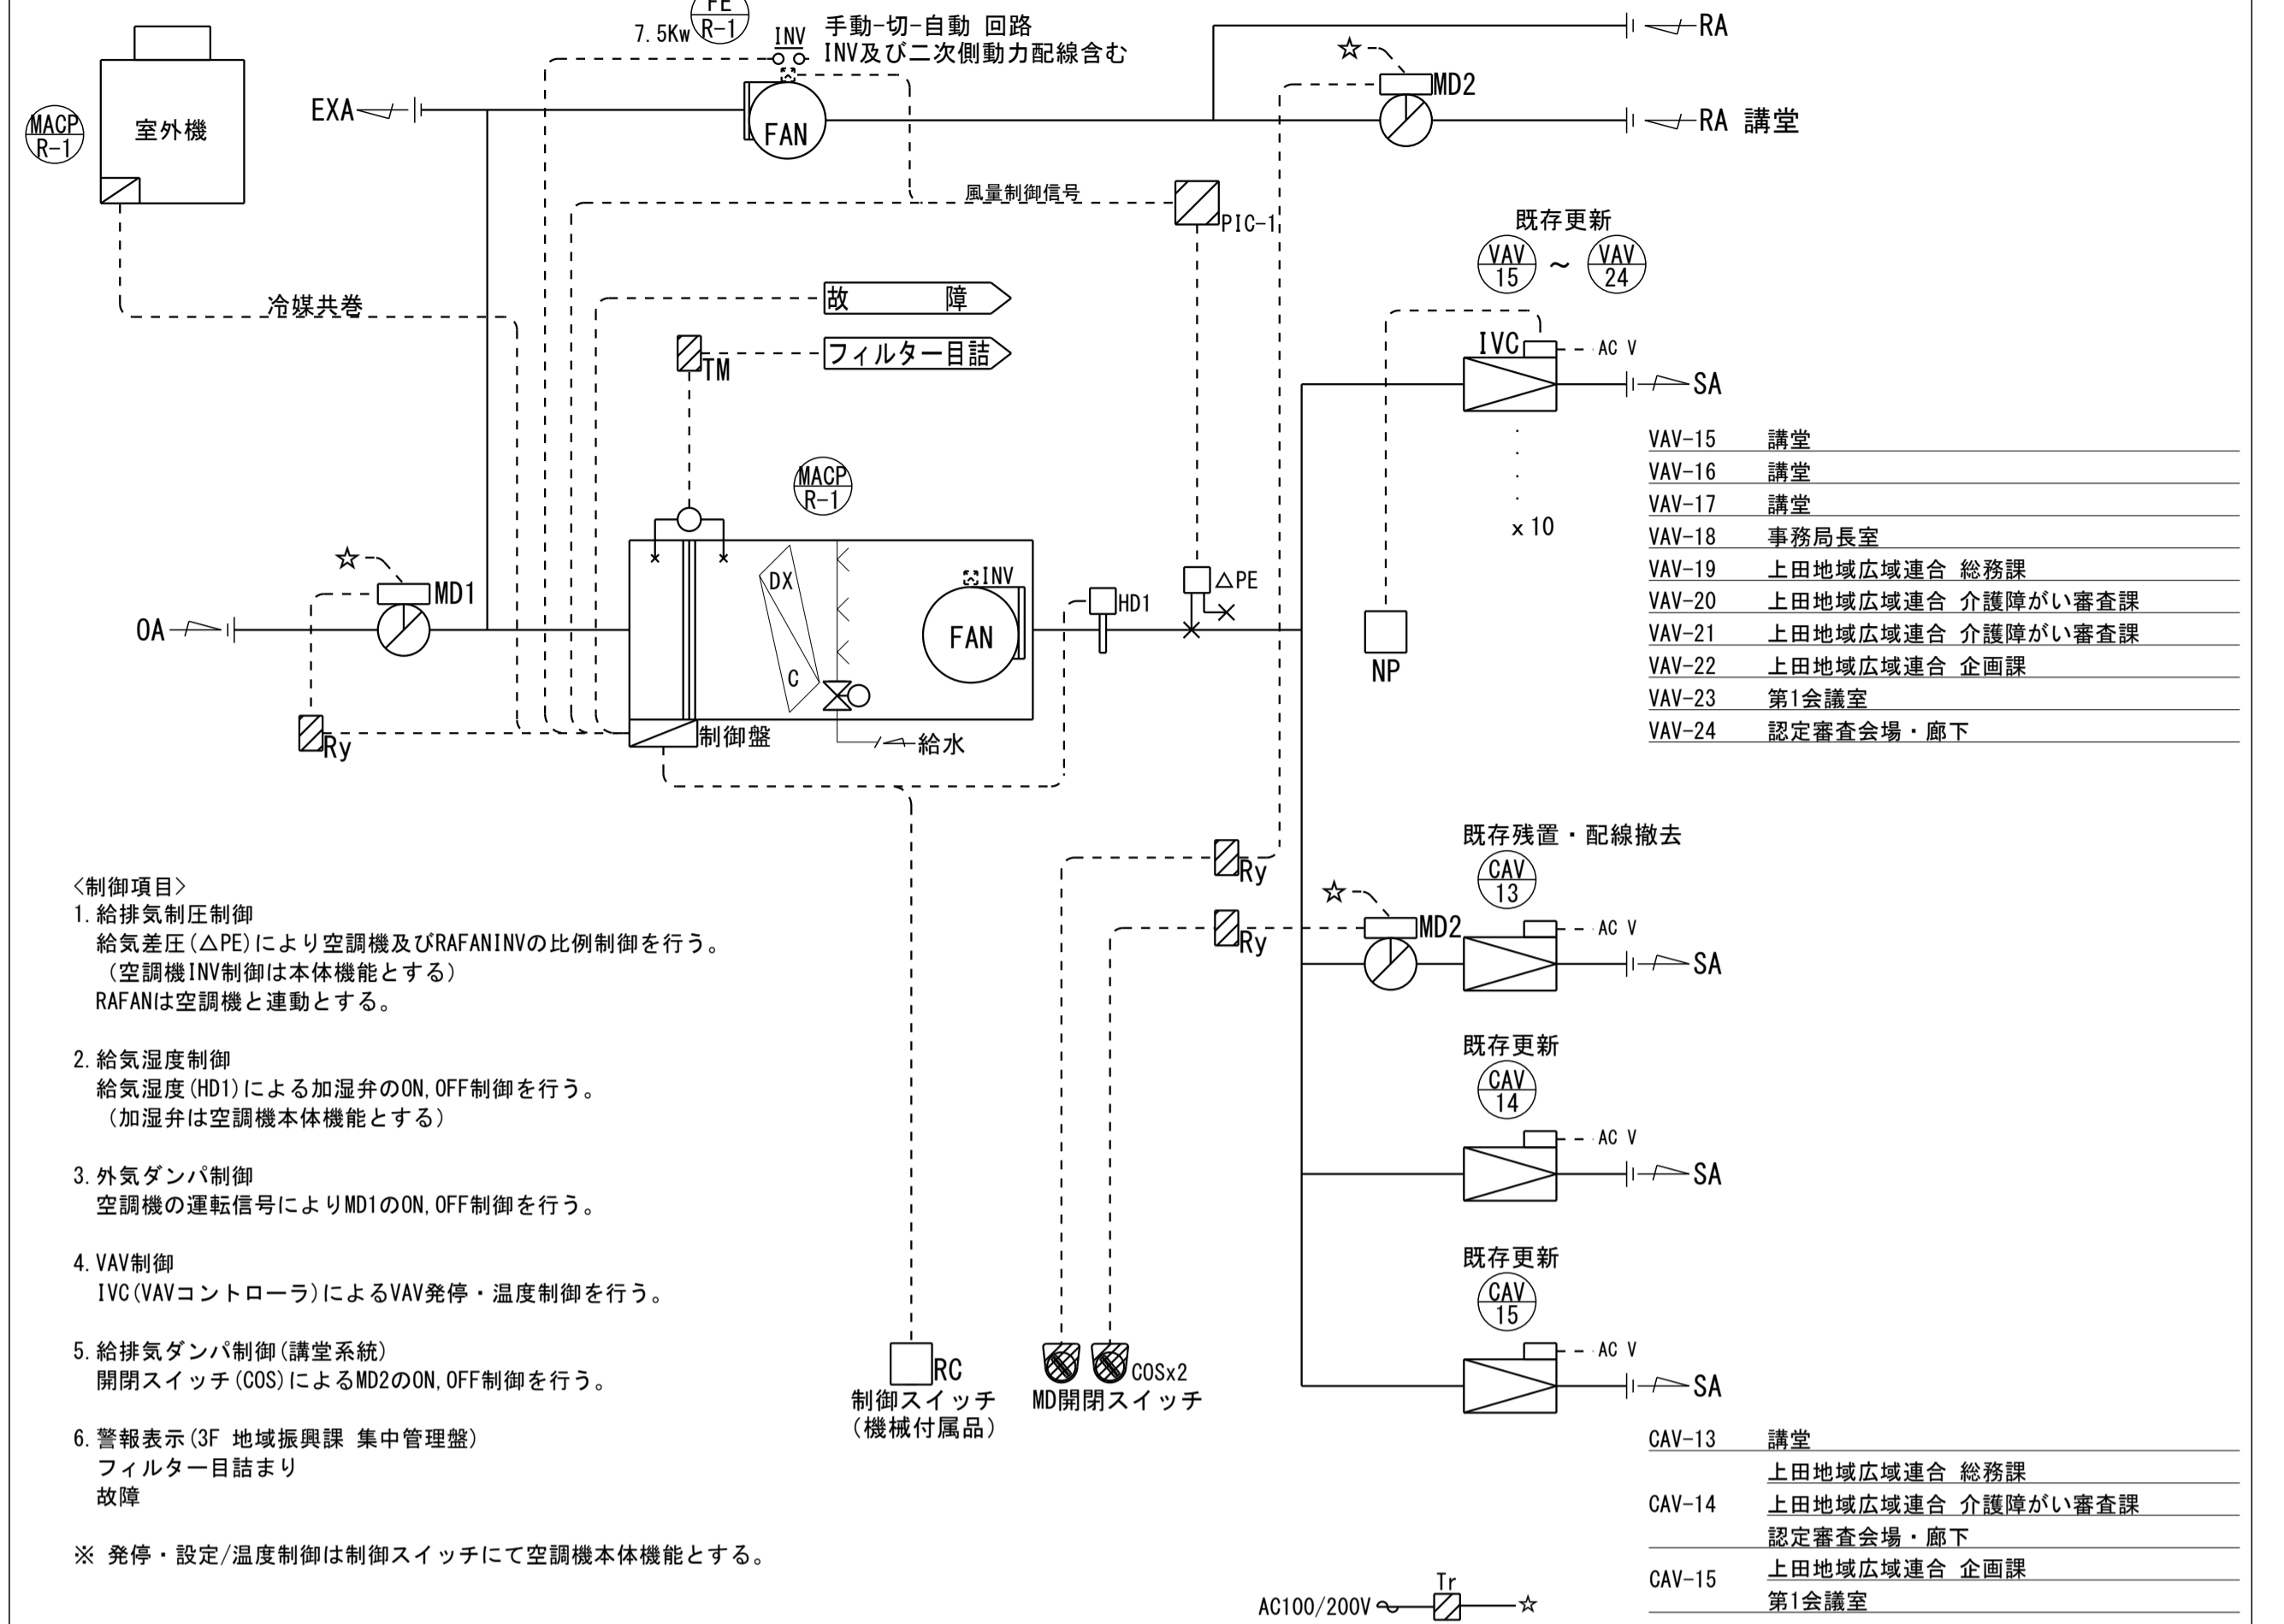 FE
R-1
7.5Kw
INV
手動-切-自動 回路
INV及び二次側動力配線含む
RA
MD2
EXA
FAN
RA 講堂
MACP
R-1
室外機
風量制御信号
PIC-1
既存更新
VAV
15
～
VAV
24
冷媒共巻
故 障
フィルター目詰
TM
IVC
AC V
SA
VAV-15 講堂
VAV-16 講堂
VAV-17 講堂
VAV-18 事務局長室
VAV-19 上田地域広域連合 総務課
VAV-20 上田地域広域連合 介護障がい審査課
VAV-21 上田地域広域連合 介護障がい審査課
VAV-22 上田地域広域連合 企画課
VAV-23 第1会議室
VAV-24 認定審査会場・廊下
x 10
MACP
R-1
☆
MD1
OA
DX
C
INV
FAN
HD1
△PE
NP
Ry
制御盤
給水
Ry
Ry
☆
MD2
既存残置・配線撤去
CAV
13
AC V
SA
既存更新
CAV
14
AC V
SA
既存更新
CAV
15
AC V
SA
<制御項目>
1. 給排気制圧制御
給気差圧(△PE)により空調機及びRAFANINVの比例制御を行う。
(空調機INV制御は本体機能とする)
RAFANは空調機と連動とする。
2. 給気湿度制御
給気湿度(HD1)による加湿弁のON,OFF制御を行う。
(加湿弁は空調機本体機能とする)
3. 外気ダンパ制御
空調機の運転信号によりMD1のON,OFF制御を行う。
4. VAV制御
IVC(VAVコントローラ)によるVAV発停・温度制御を行う。
5. 給排気ダンパ制御(講堂系統)
開閉スイッチ(COS)によるMD2のON,OFF制御を行う。
6. 警報表示(3F 地域振興課 集中管理盤)
フィルター目詰まり
故障
※ 発停・設定/温度制御は制御スイッチにて空調機本体機能とする。
RC
制御スイッチ
(機械付属品)
COSx2
MD開閉スイッチ
CAV-13 講堂
上田地域広域連合 総務課
CAV-14 上田地域広域連合 介護障がい審査課
認定審査会場・廊下
CAV-15 上田地域広域連合 企画課
第1会議室
Tr
AC100/200V ☆